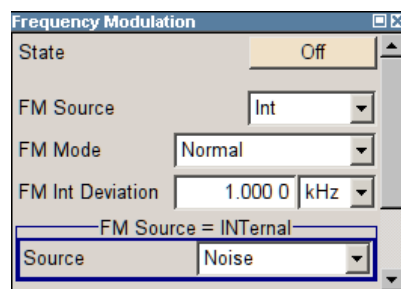 Frequency Modulation
State Off
FM Source Int
FM Mode Normal
FM Int Deviation 1.000 0 kHz
FM Source = INTernal
Source Noise